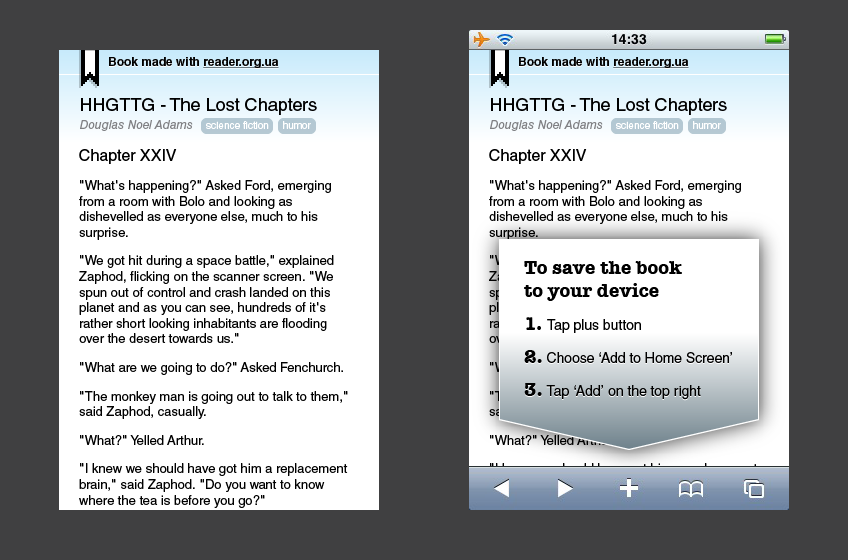 Book made with reader.org.ua
HHGTTG - The Lost Chapters
Douglas Noel Adams science fiction humor
Chapter XXIV
"What's happening?" Asked Ford, emerging
from a room with Bolo and looking as
dishevelled as everyone else, much to his
surprise.
"We got hit during a space battle," explained
Zaphod, flicking on the scanner screen. "We
spun out of control and crash landed on this
planet and as you can see, hundreds of it's
rather short looking inhabitants are flooding
over the desert towards us."
"What are we going to do?" Asked Fenchurch.
"The monkey man is going out to talk to them,"
said Zaphod, casually.
"What?" Yelled Arthur.
"I knew we should have got him a replacement
brain," said Zaphod. "Do you want to know
where the tea is before you go?"
14:33
Book made with reader.org.ua
HHGTTG - The Lost Chapters
Douglas Noel Adams science fiction humor
Chapter XXIV
"What's happening?" Asked Ford, emerging
from a room with Bolo and looking as
dishevelled as everyone else, much to his
surprise.
To save the book
to your device
1. Tap plus button
2. Choose ‘Add to Home Screen’
3. Tap ‘Add’ on the top right
"What?" Yelled